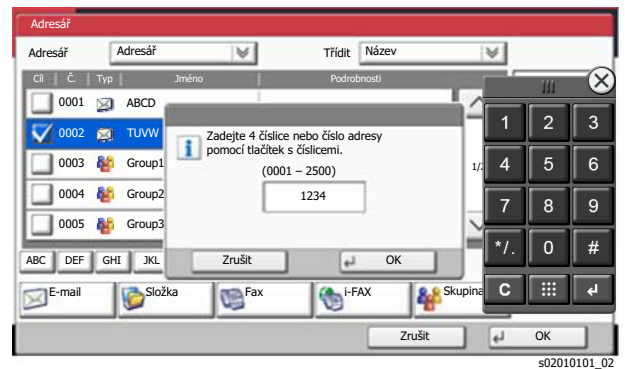 Adresář
Adresář Adresář Třídit Název
Cíl Č. Typ Jméno Podrobnosti
0001 ABCD
0002 TUVW
0003 Group1
0004 Group2
0005 Group3
Zadejte 4 číslice nebo číslo adresy
pomocí tlačítek s číslicemi.
(0001 – 2500)
1234
Zrušit OK
ABC DEF GHI JKL
E-mail Složka Fax i-FAX Skupina
Zrušit OK
1 2 3
4 5 6
7 8 9
*/. 0 #
C
s02010101_02